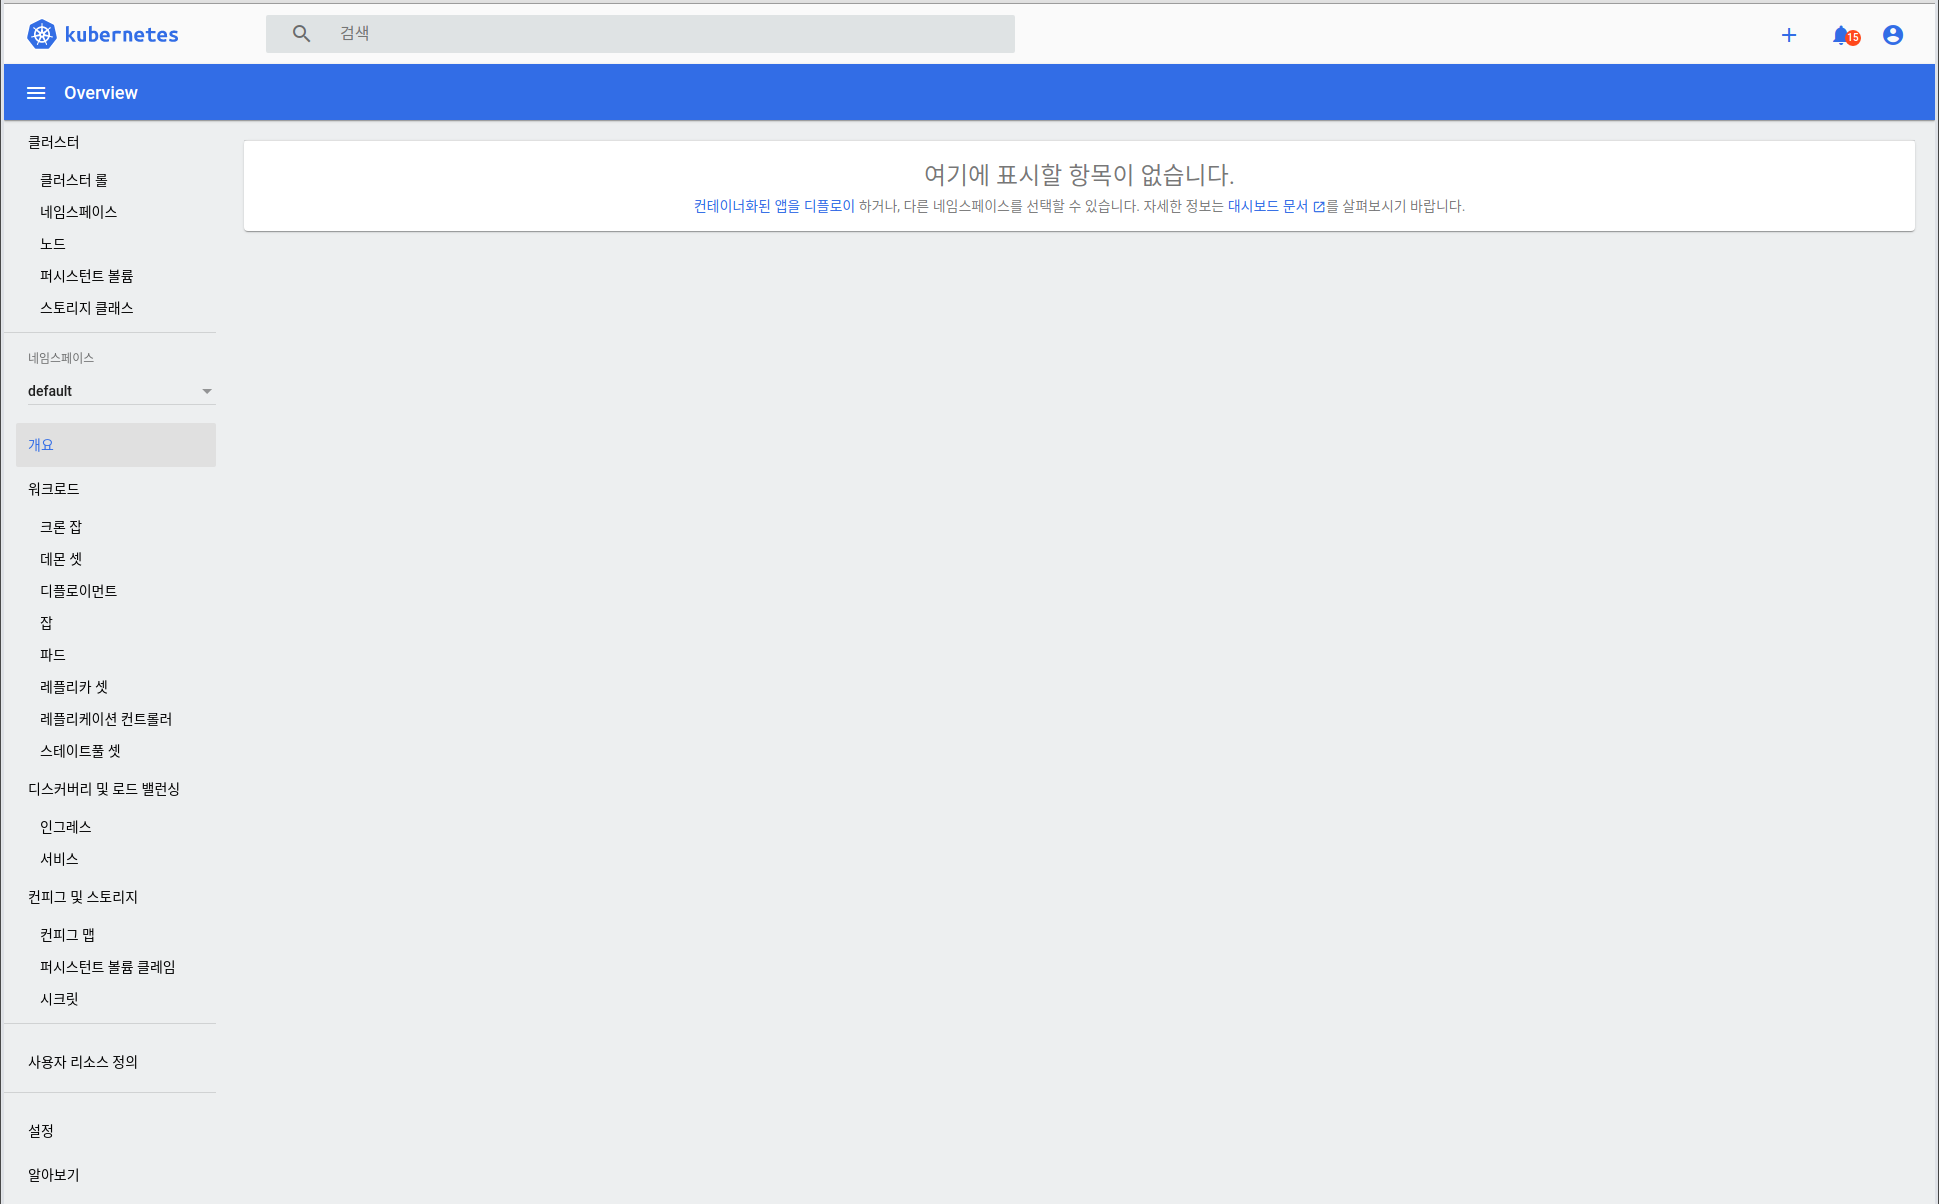 kubernetes
검색
15
Overview
클러스터
클러스터 롤
네임스페이스
노드
퍼시스턴트 볼륨
스토리지 클래스
네임스페이스
default
개요
워크로드
크론 잡
데몬 셋
디플로이먼트
잡
파드
레플리카 셋
레플리케이션 컨트롤러
스테이트풀 셋
디스커버리 및 로드 밸런싱
인그레스
서비스
컨피그 및 스토리지
컨피그 맵
퍼시스턴트 볼륨 클레임
시크릿
사용자 리소스 정의
설정
알아보기
여기에 표시할 항목이 없습니다.
컨테이너화된 앱을 디플로이 하거나, 다른 네임스페이스를 선택할 수 있습니다. 자세한 정보는 대시보드 문서 를 살펴보시기 바랍니다.